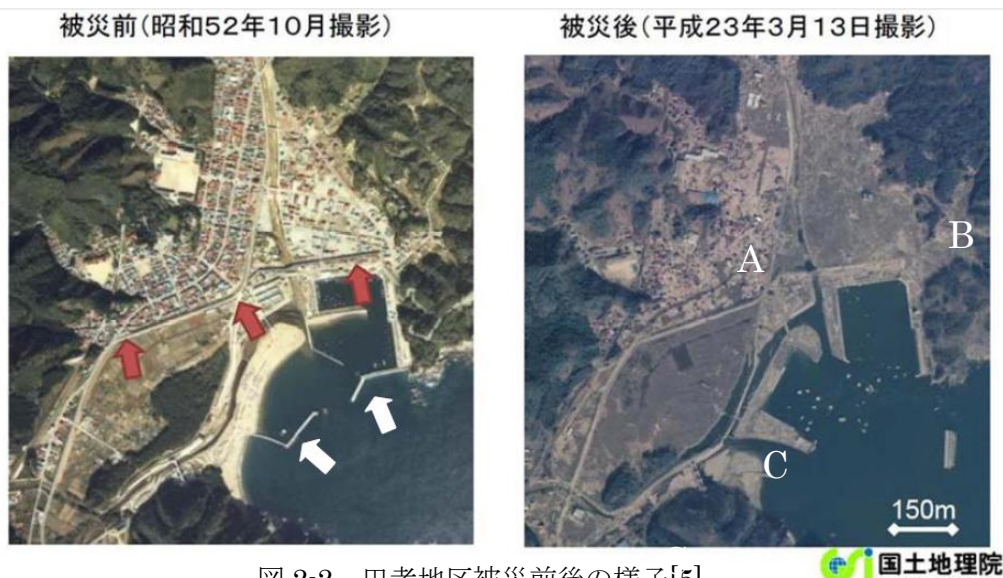 被災前(昭和52年10月撮影)
被災後(平成23年3月13日撮影)
A
B
C
150m
国土地理院
図 2-2 田老地区被災前後の様子[5]